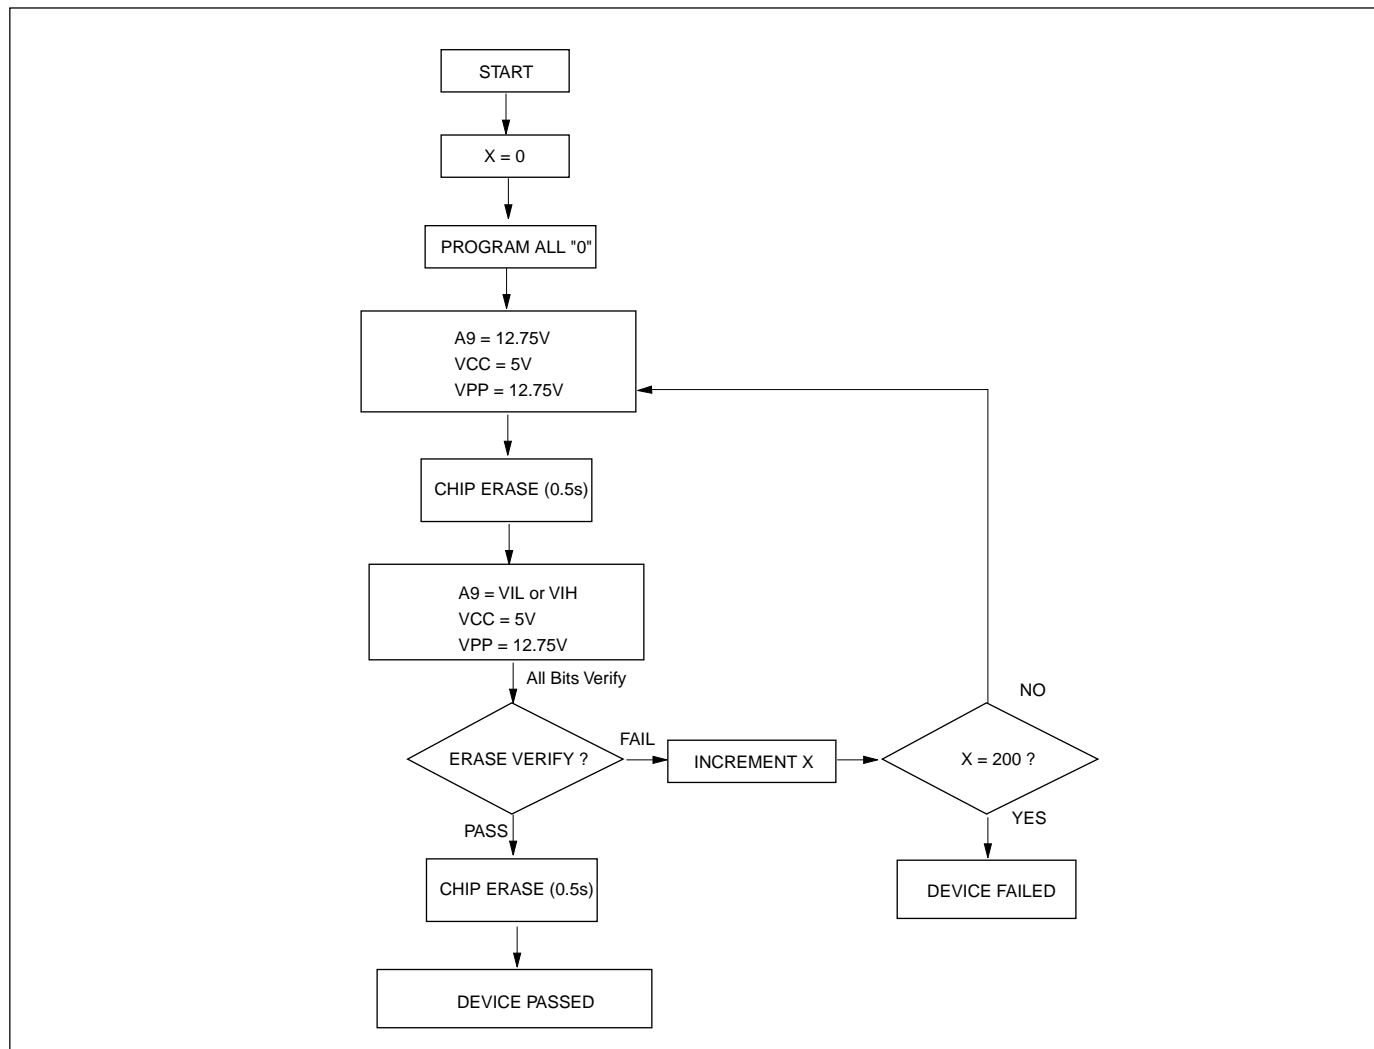 START
X = 0
PROGRAM ALL "0"
A9 = 12.75V
VCC = 5V
VPP = 12.75V
CHIP ERASE (0.5s)
A9 = VIL or VIH
VCC = 5V
VPP = 12.75V
All Bits Verify
ERASE VERIFY ?
FAIL
INCREMENT X
X = 200 ?
NO
YES
DEVICE FAILED
PASS
CHIP ERASE (0.5s)
DEVICE PASSED